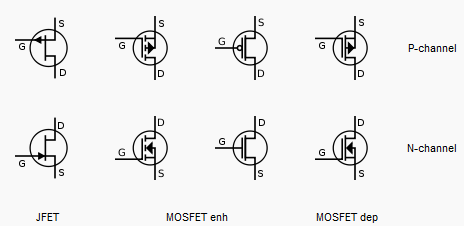 S S S S
G G G G
P-channel
D D D D
D D D D
G G G G
N-channel
S S S S
JFET MOSFET enh MOSFET dep